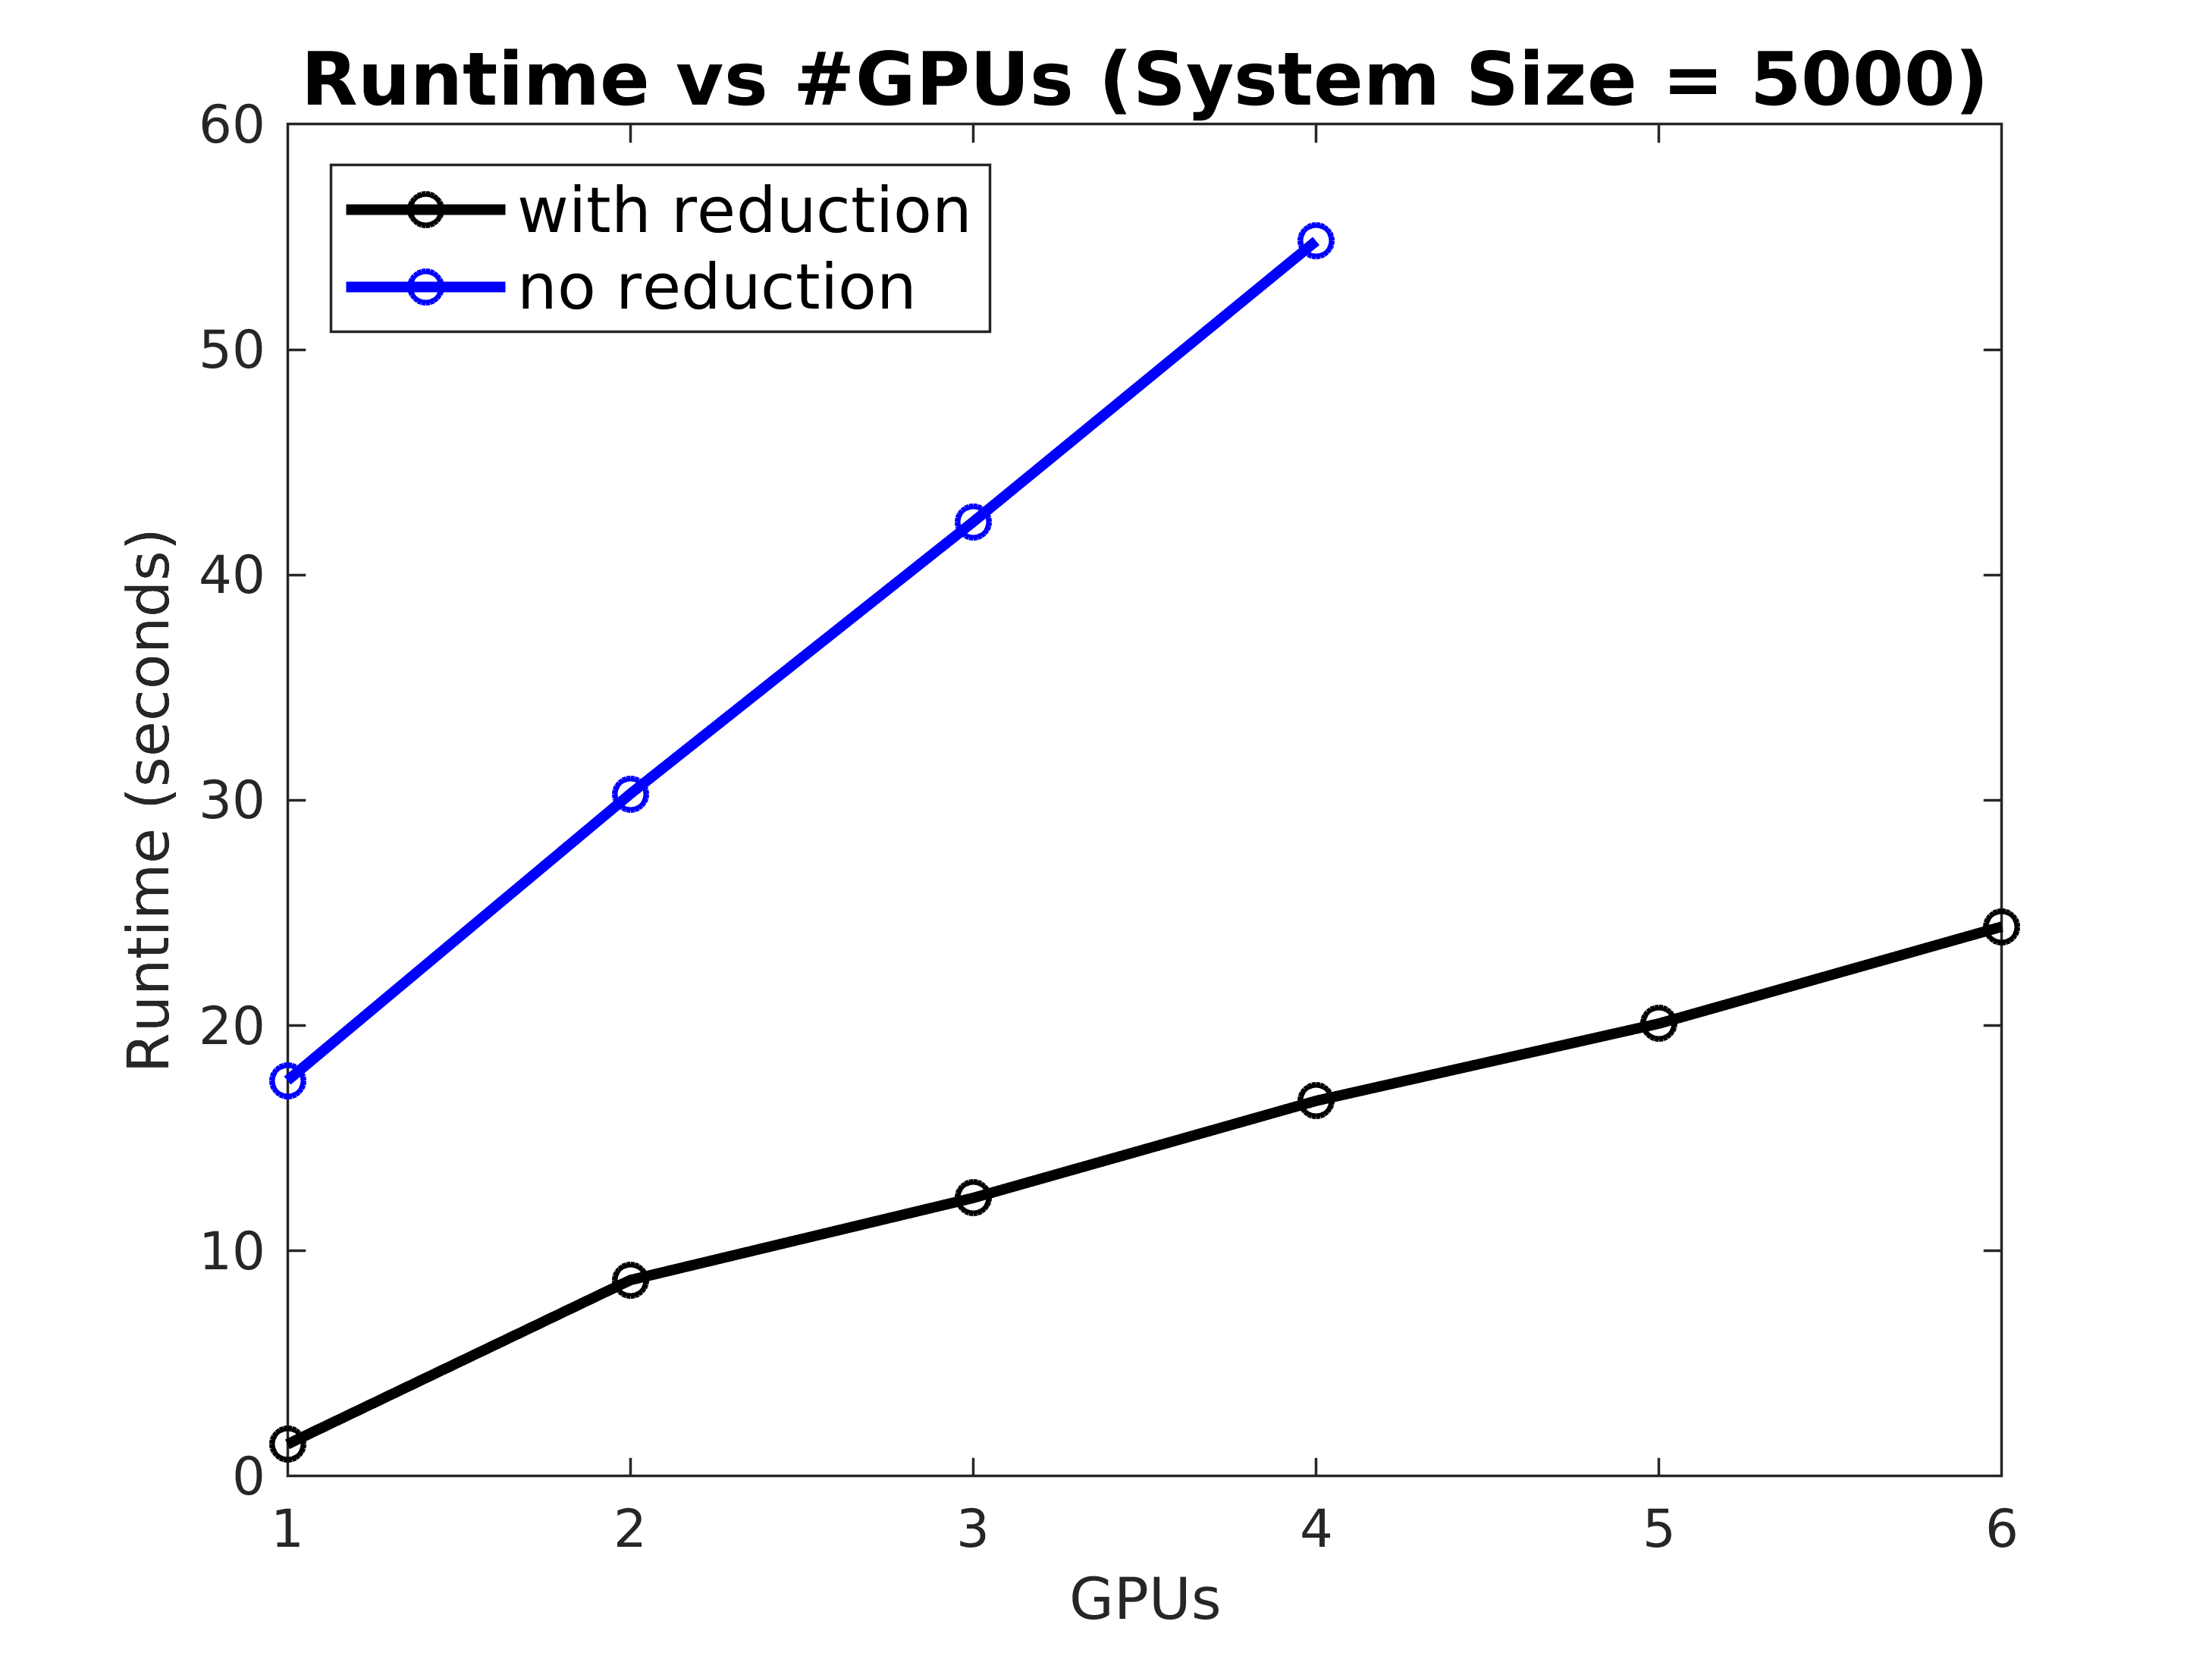 Runtime vs #GPUs (System Size = 5000)
with reduction
no reduction
Runtime (seconds)
60
50
40
30
20
10
0
1 2 3 4 5 6
GPUs